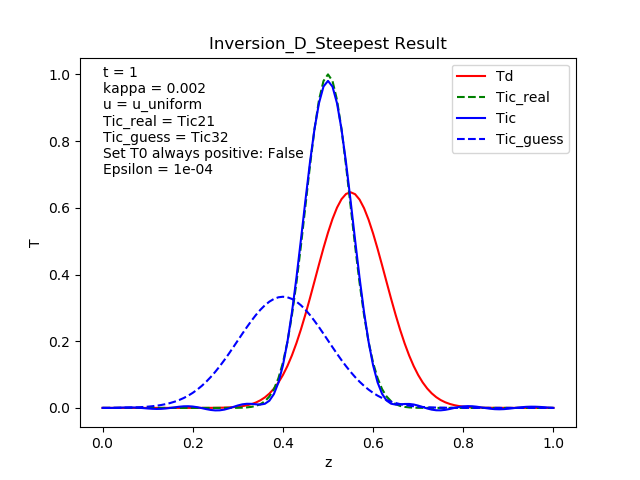 Inversion_D_Steepest Result
t = 1
kappa = 0.002
u = u_uniform
Tic_real = Tic21
Tic_guess = Tic32
Set T0 always positive: False
Epsilon = 1e-04
Td
Tic_real
Tic
Tic_guess
1.0
0.8
0.6
0.4
0.2
0.0
T
0.0 0.2 0.4 0.6 0.8 1.0
z